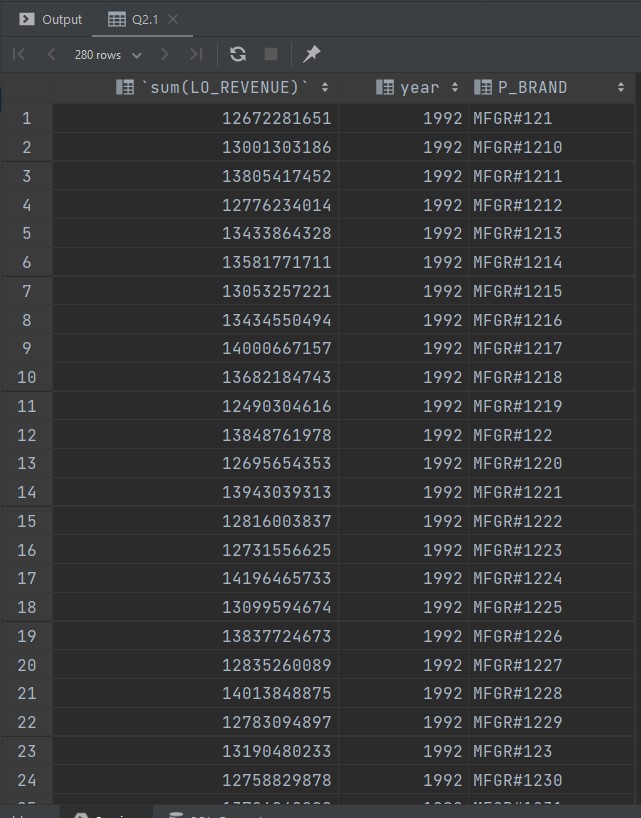 Output Q2.1
280 rows
`sum(LO_REVENUE)` year P_BRAND
1 12672281651 1992 MFGR#121
2 13001303186 1992 MFGR#1210
3 13805417452 1992 MFGR#1211
4 12776234014 1992 MFGR#1212
5 13433864328 1992 MFGR#1213
6 13581771711 1992 MFGR#1214
7 13053257221 1992 MFGR#1215
8 13434550494 1992 MFGR#1216
9 14000667157 1992 MFGR#1217
10 13682184743 1992 MFGR#1218
11 12490304616 1992 MFGR#1219
12 13848761978 1992 MFGR#122
13 12695654353 1992 MFGR#1220
14 13943039313 1992 MFGR#1221
15 12816003837 1992 MFGR#1222
16 12731556625 1992 MFGR#1223
17 14196465733 1992 MFGR#1224
18 13099594674 1992 MFGR#1225
19 13837724673 1992 MFGR#1226
20 12835260089 1992 MFGR#1227
21 14013848875 1992 MFGR#1228
22 12783094897 1992 MFGR#1229
23 13190480233 1992 MFGR#123
24 12758829878 1992 MFGR#1230